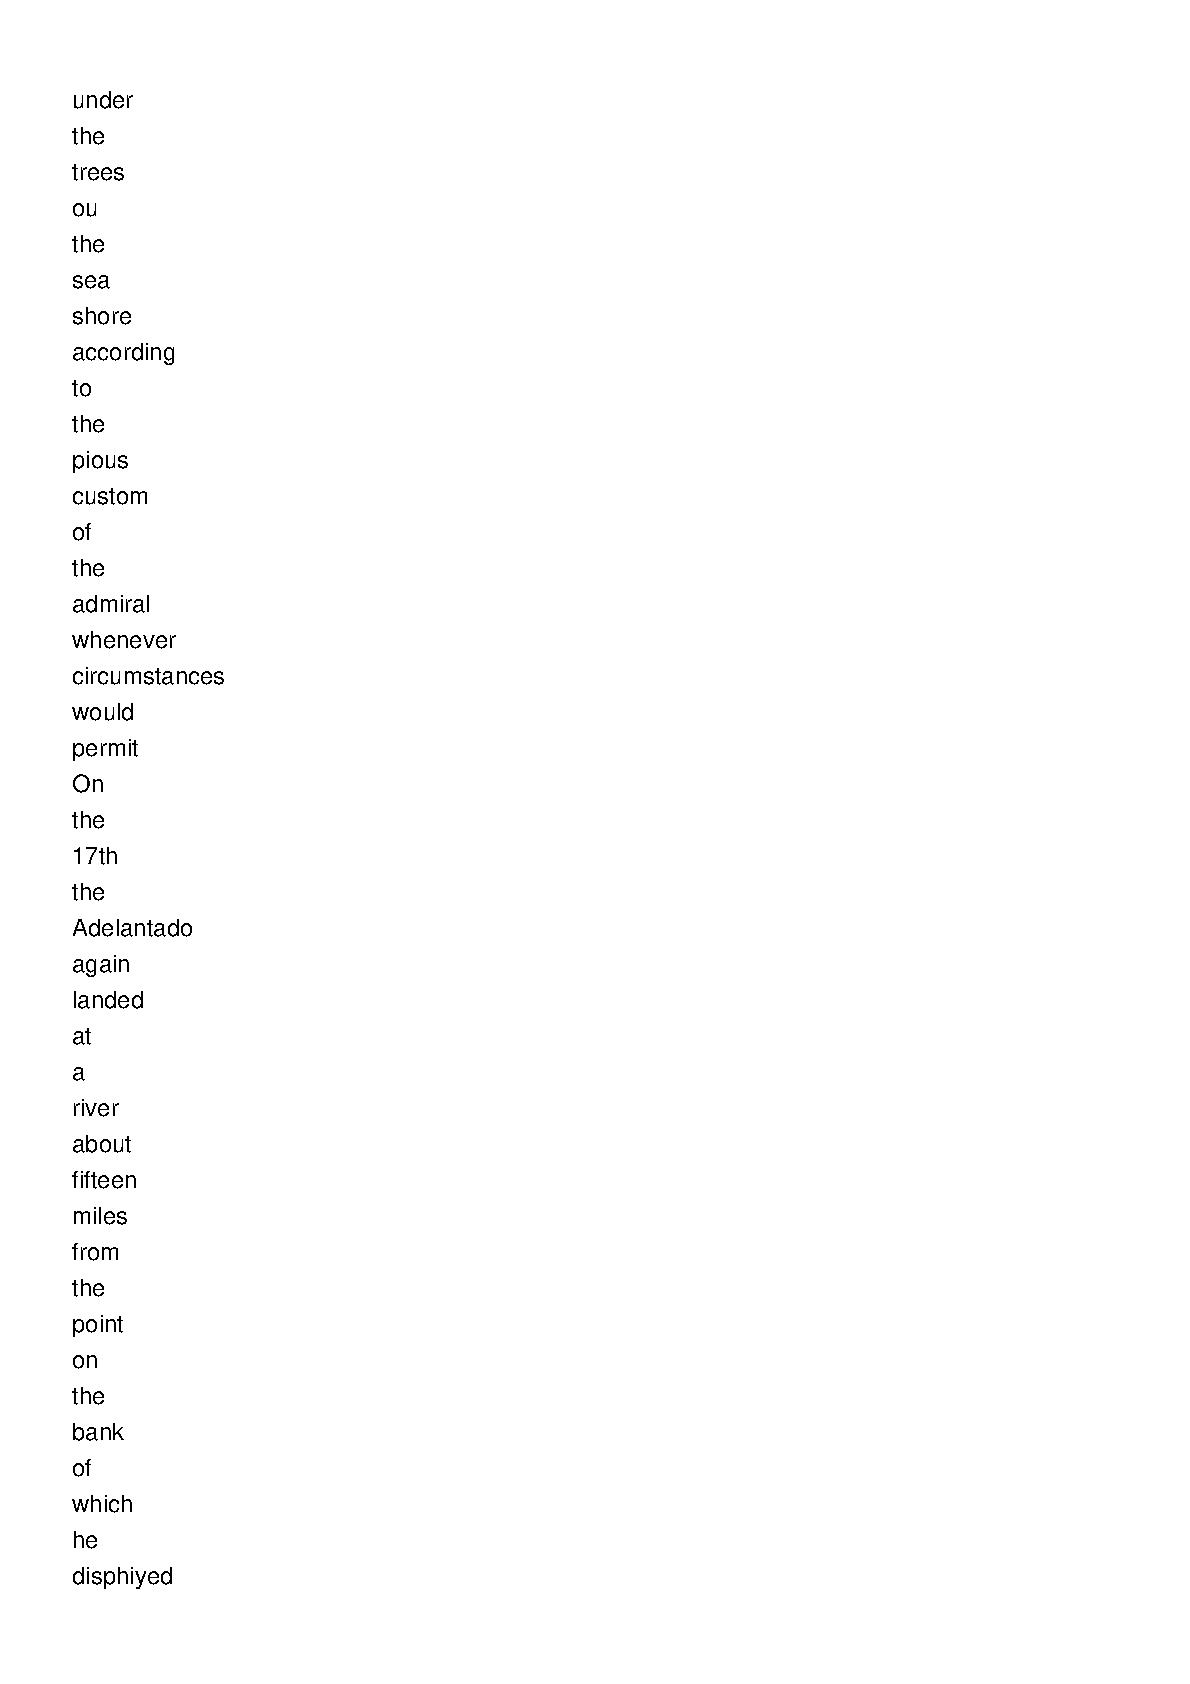 under
the
trees
ou
the
sea
shore
according
to
the
pious
custom
of
the
admiral
whenever
circumstances
would
permit
On
the
17th
the
Adelantado
again
landed
at
a
river
about
fifteen
miles
from
the
point
on
the
bank
of
which
he
disphiyed